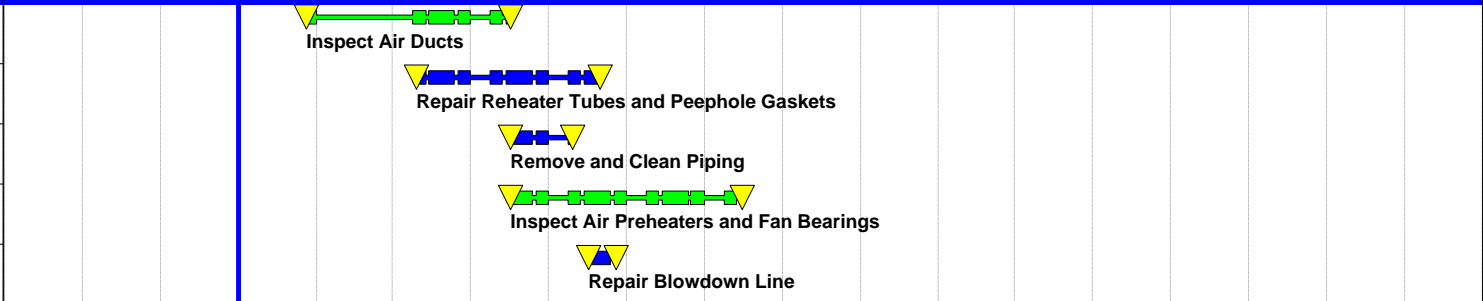 Inspect Air Ducts
Repair Reheater Tubes and Peephole Gaskets
Remove and Clean Piping
Inspect Air Preheaters and Fan Bearings
Repair Blowdown Line